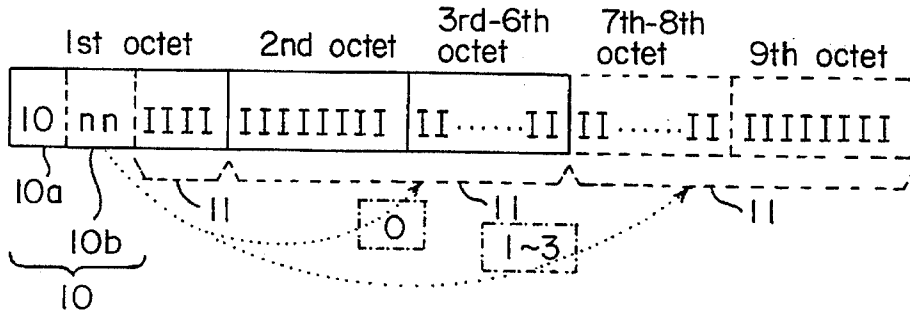 1st octet 2nd octet 3rd-6th octet 7th-8th octet 9th octet
10 nn IIII IIIIIIII II......II II......II IIIIIIII
10a 11 11 11
10b 0 1~3
10